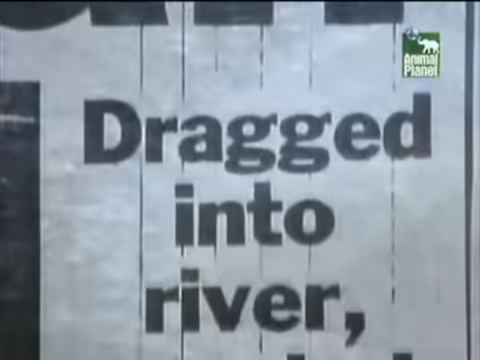 Animal
Planet
Dragged
into
river,